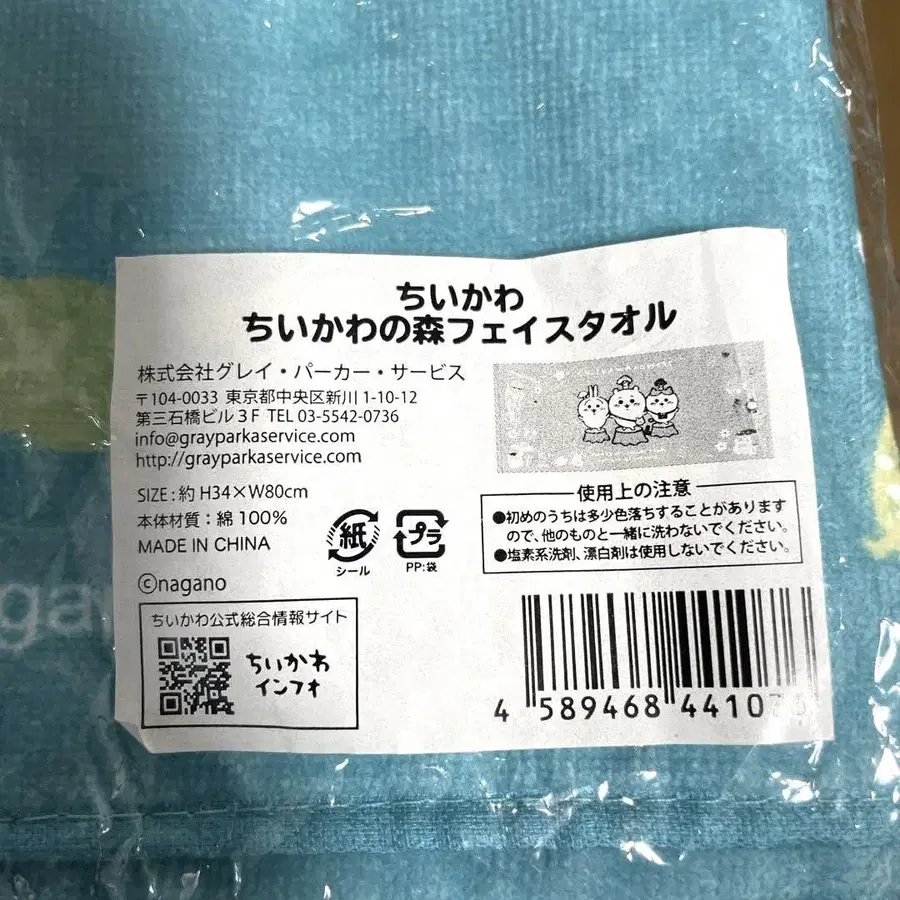 ちいかわ
ちいかわの森フェイスタオル
株式会社グレイ・パーカー・サービス
〒104-0033 東京都中央区新川 1-10-12
第三石橋ビル 3F TEL 03-5542-0736
info@grayparkaservice.com
http://grayparkaservice.com
SIZE : 約 H34×W80cm
本体材質 : 綿 100%
MADE IN CHINA
©nagano
紙
シール
プラ
PP:袋
使用上の注意
●初めのうちは多少色落ちすることがあります
ので、他のものと一緒に洗わないでください。
●塩素系洗剤、漂白剤は使用しないでください。
ちいかわ公式総合情報サイト
ちいかわ
インフォ
4 589468 44107